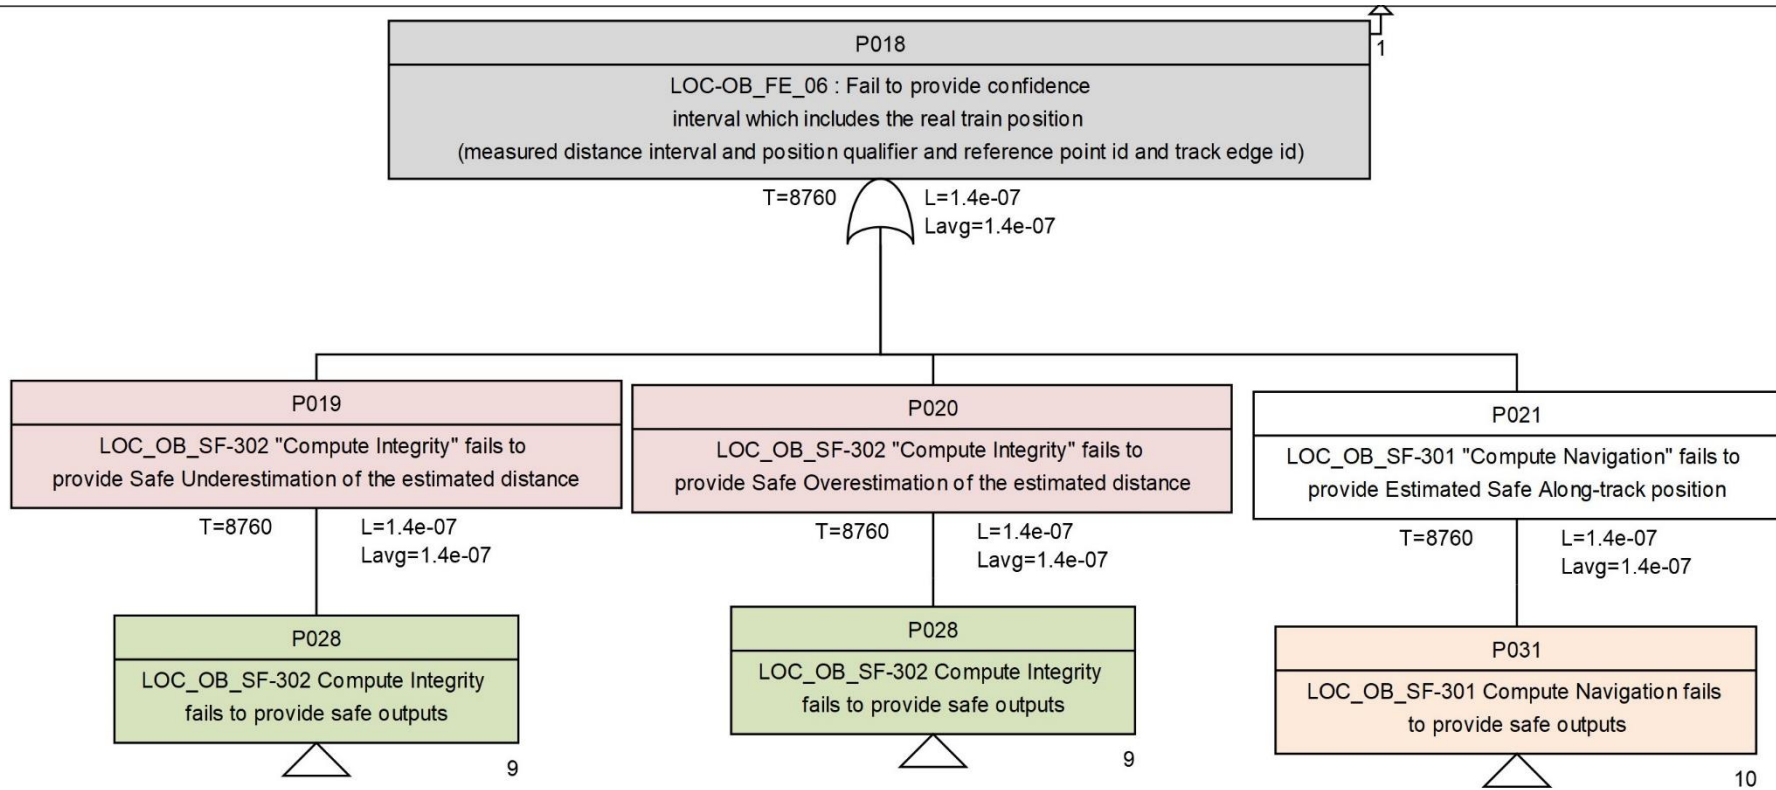 P018
1
LOC-OB_FE_06 : Fail to provide confidence
interval which includes the real train position
(measured distance interval and position qualifier and reference point id and track edge id)
T=8760
L=1.4e-07
Lavg=1.4e-07
P019
LOC_OB_SF-302 "Compute Integrity" fails to
provide Safe Underestimation of the estimated distance
T=8760
L=1.4e-07
Lavg=1.4e-07
P020
LOC_OB_SF-302 "Compute Integrity" fails to
provide Safe Overestimation of the estimated distance
T=8760
L=1.4e-07
Lavg=1.4e-07
P021
LOC_OB_SF-301 "Compute Navigation" fails to
provide Estimated Safe Along-track position
T=8760
L=1.4e-07
Lavg=1.4e-07
P028
LOC_OB_SF-302 Compute Integrity
fails to provide safe outputs
9
P028
LOC_OB_SF-302 Compute Integrity
fails to provide safe outputs
9
P031
LOC_OB_SF-301 Compute Navigation fails
to provide safe outputs
10